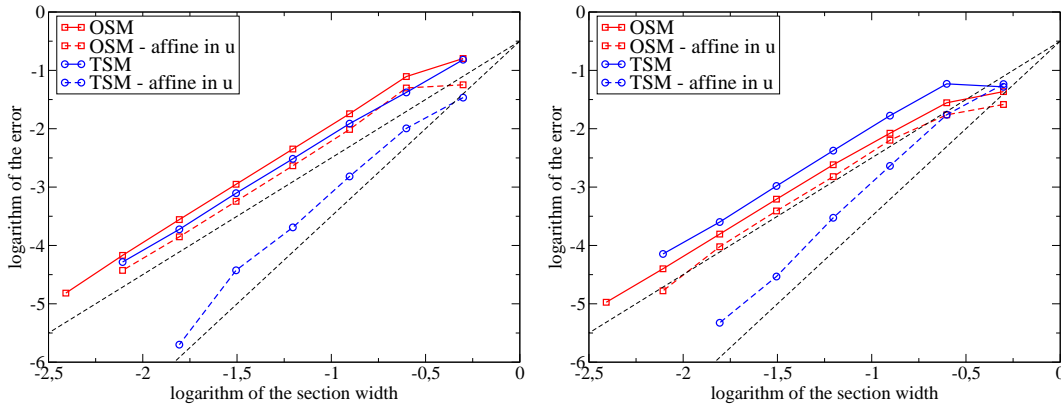 0
OSM
OSM - affine in u
TSM
TSM - affine in u
-1
-2
-3
-4
-5
-6
logarithm of the error
-2,5
-2
-1,5
-1
-0,5
0
logarithm of the section width
0
OSM
OSM - affine in u
TSM
TSM - affine in u
-1
-2
-3
-4
-5
-6
logarithm of the error
-2,5
-2
-1,5
-1
-0,5
0
logarithm of the section width